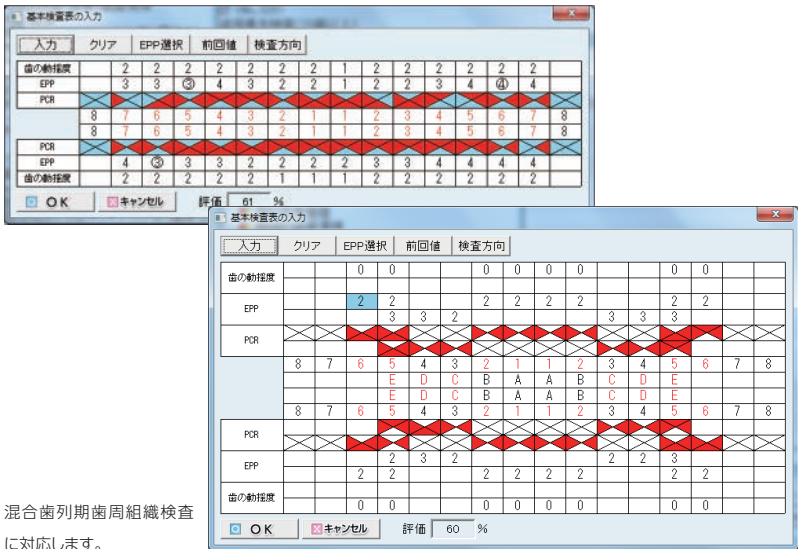 基本検査表の入力
入力 クリア EPP選択 前回値 検査方向
歯の動揺度 2 2 2 2 2 2 1 2 2 2 2 2 2
EPP 3 3 ③ 4 3 2 2 1 2 2 3 4 ④ 4
PCR
8 7 6 5 4 3 2 1 1 2 3 4 5 6 7 8
8 7 6 5 4 3 2 1 1 2 3 4 5 6 7 8
PCR
EPP 4 ③ 3 3 2 2 2 2 3 3 4 4 4 4
歯の動揺度 2 2 2 2 2 1 1 1 2 2 2 2 2 2
OK キャンセル 評価 61 %
基本検査表の入力
入力 クリア EPP選択 前回値 検査方向
歯の動揺度 0 0 0 0 0 0 0 0
EPP 2 2 2 2 2 2 2 2
3 3 2 3 3 3
PCR
8 7 6 5 4 3 2 1 1 2 3 4 5 6 7 8
E D C B A A B C D E
E D C B A A B C D E
8 7 6 5 4 3 2 1 1 2 3 4 5 6 7 8
PCR
EPP 2 3 2 2 2 3
2 2 2 2 2 2 2 2
歯の動揺度
0 0 0 0 0 0 0 0
OK キャンセル 評価 60 %
混合歯列期歯周組織検査
に対応します。